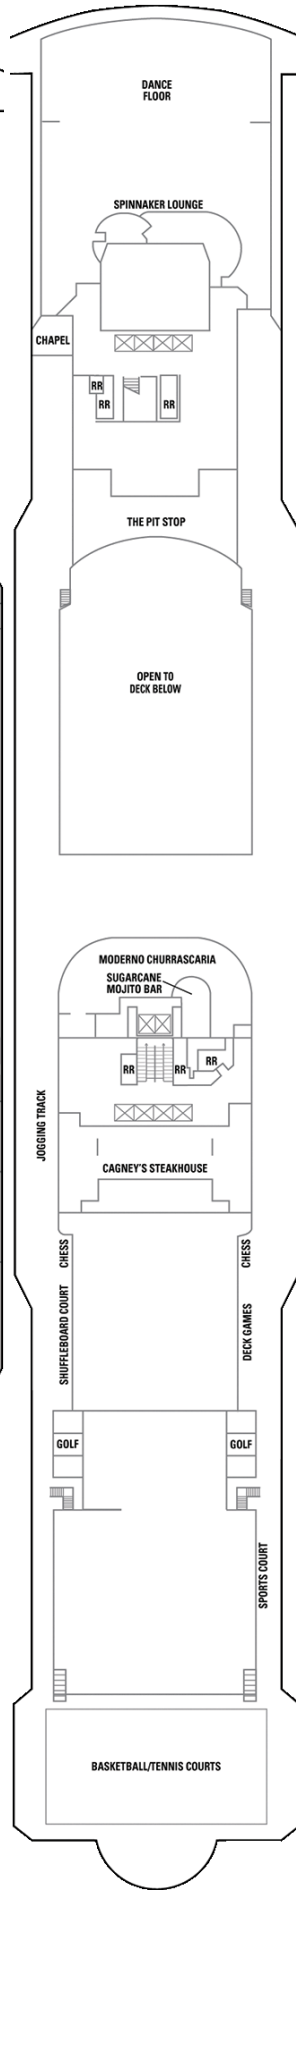 DANCE
FLOOR
SPINNAKER LOUNGE
CHAPEL
RR
RR
RR
THE PIT STOP
OPEN TO
DECK BELOW
MODERNO CHURRASCARIA
SUGARCANE
MOJITO BAR
RR
RR
RR
JOGGING TRACK
CAGNEY'S STEAKHOUSE
CHESS
CHESS
SHUFFLEBOARD COURT
DECK GAMES
GOLF
GOLF
SPORTS COURT
BASKETBALL/TENNIS COURTS